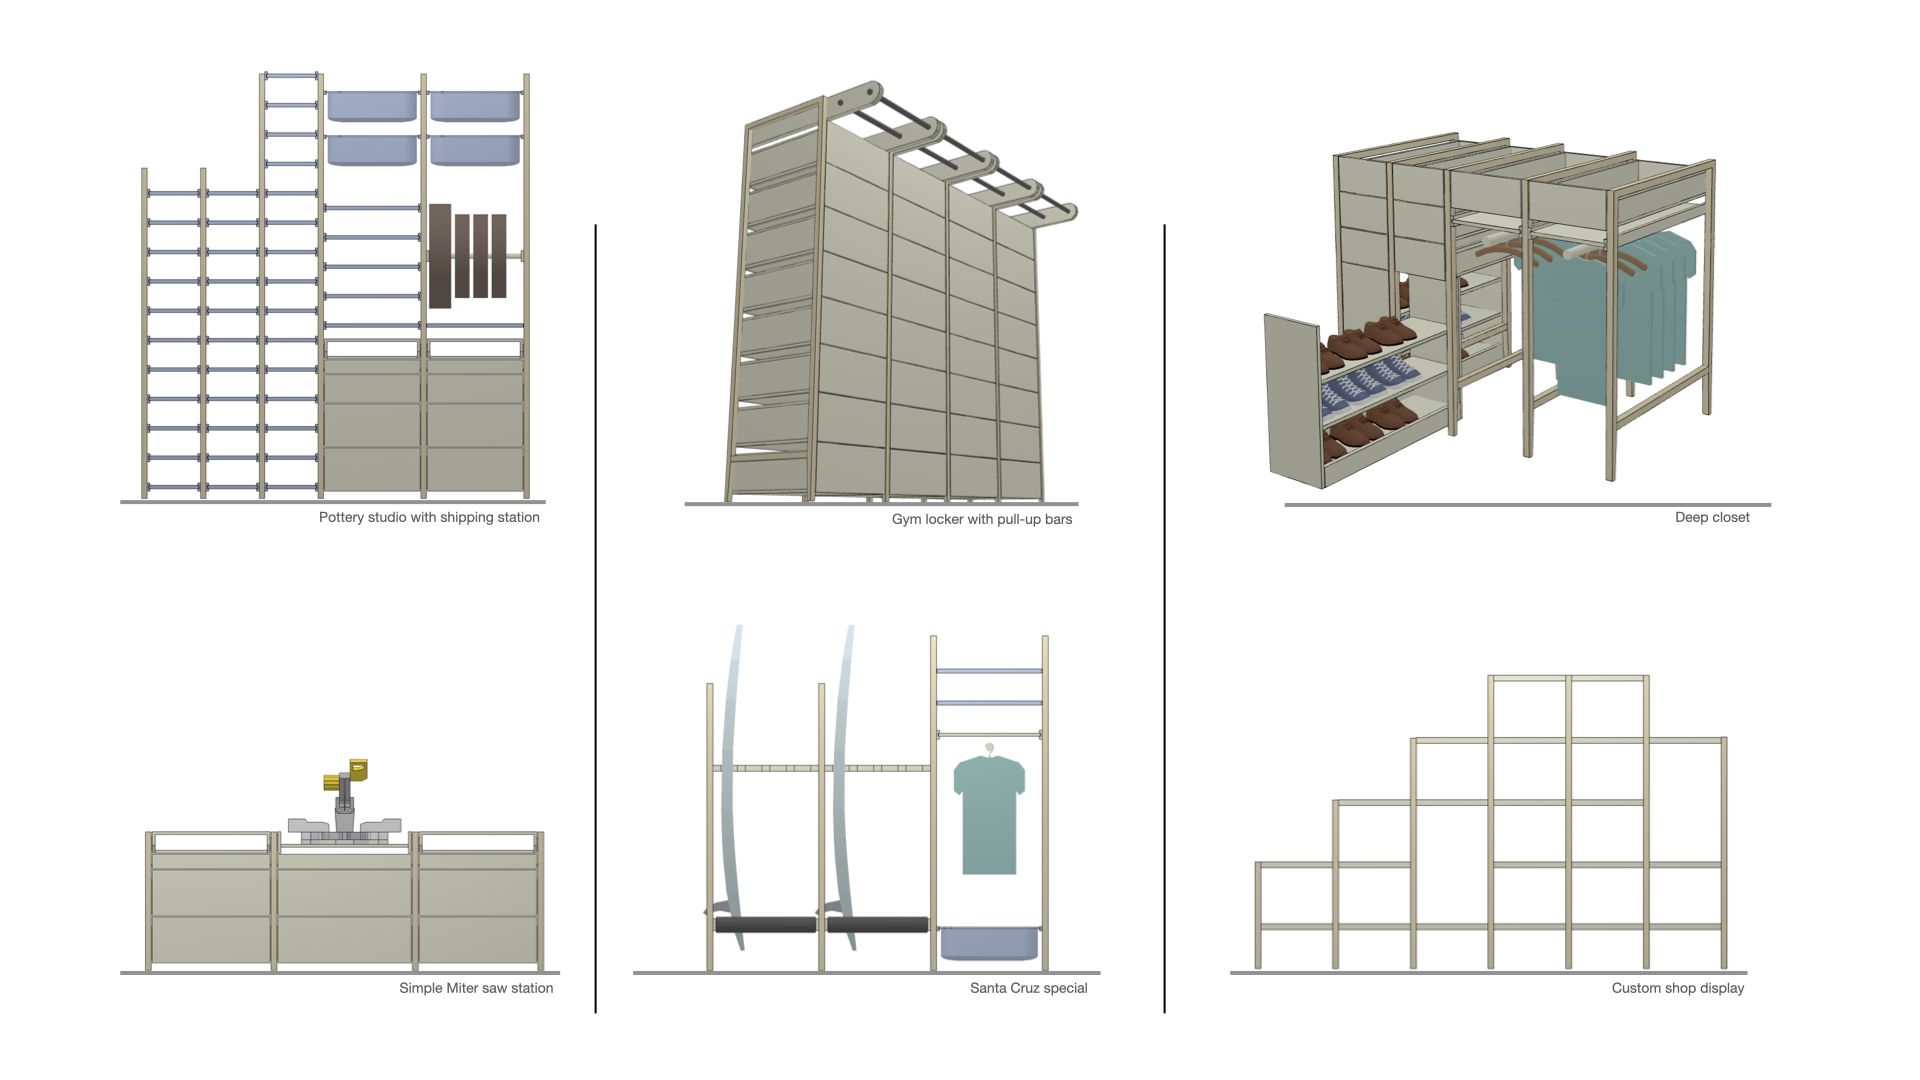 Pottery studio with shipping station
Gym locker with pull-up bars
Deep closet
Simple Miter saw station
Santa Cruz special
Custom shop display